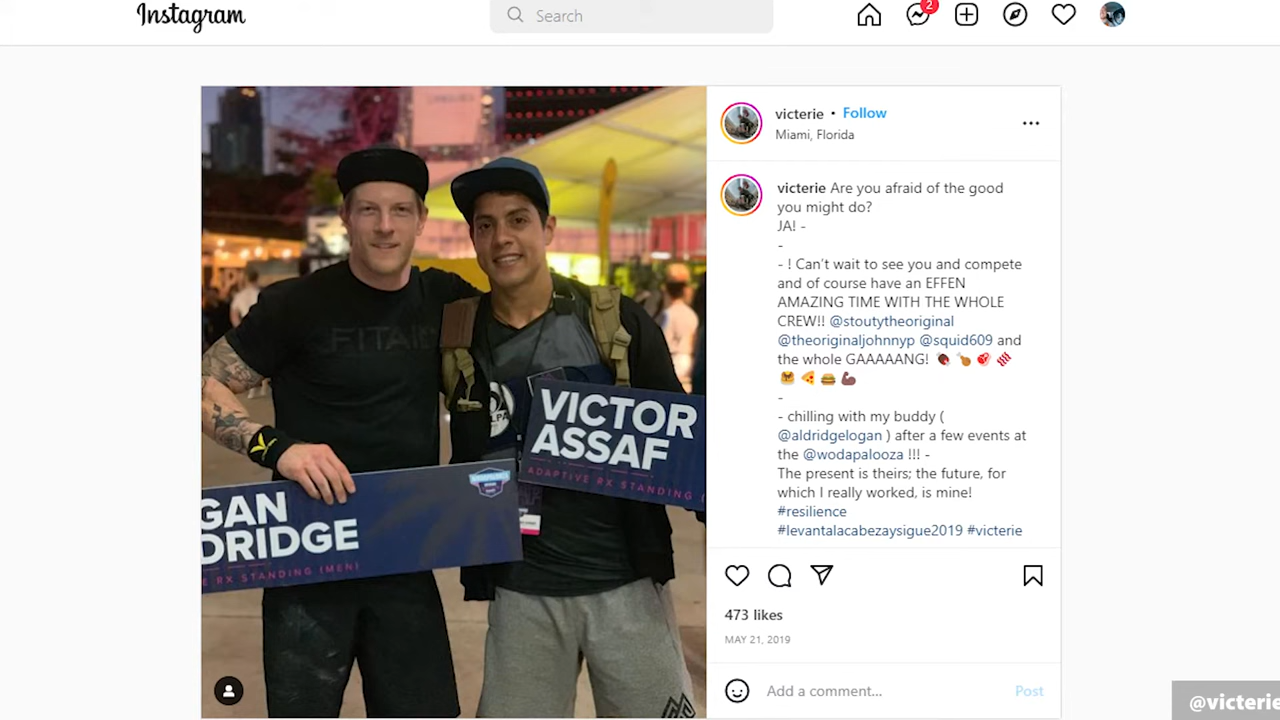 Instagram
Search
2
FITAID
VICTOR
ASSAF
ADAPTIVE RX STANDING (
GAN
DRIDGE
E RX STANDING (MEN)
victerie • Follow
Miami, Florida
victerie Are you afraid of the good
you might do?
JA! -
-
- ! Can't wait to see you and compete
and of course have an EFFEN
AMAZING TIME WITH THE WHOLE
CREW!! @stoutytheoriginal
@theoriginaljohnnyp @squid609 and
the whole GAAAAANG!
-
- chilling with my buddy (
@aldridgelogan ) after a few events at
the @wodapalooza !!! -
The present is theirs; the future, for
which I really worked, is mine!
#resilience
#levantalacabezaysigue2019 #victerie
473 likes
MAY 21, 2019
Add a comment... Post
@victerie